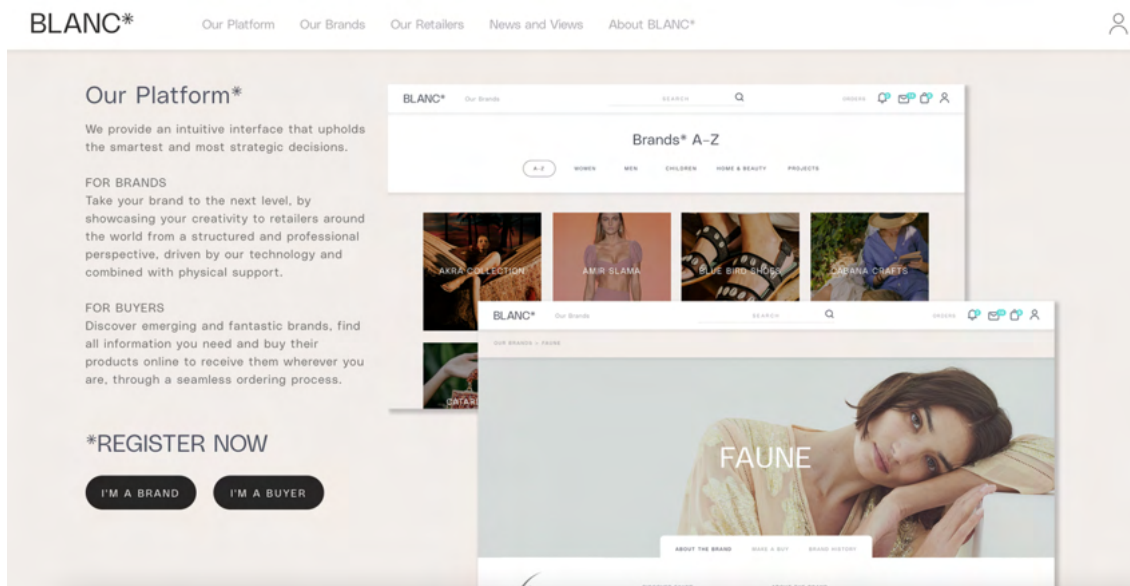 BLANC*
Our Platform Our Brands Our Retailers News and Views About BLANC*
Our Platform*
We provide an intuitive interface that upholds
the smartest and most strategic decisions.
FOR BRANDS
Take your brand to the next level, by
showcasing your creativity to retailers around
the world from a structured and professional
perspective, driven by our technology and
combined with physical support.
FOR BUYERS
Discover emerging and fantastic brands, find
all information you need and buy their
products online to receive them wherever you
are, through a seamless ordering process.
*REGISTER NOW
I'M A BRAND I'M A BUYER
BLANC* Our Brands SEARCH ORDERS
Brands* A-Z
A-Z WOMEN MEN CHILDREN HOME & BEAUTY PROJECTS
AKRA COLLECTION AMIR SLAMA BLUE BIRD SHOES CABANA CRAFTS
BLANC* Our Brands SEARCH ORDERS
OUR BRANDS > FAUNE
FAUNE
ABOUT THE BRAND MAKE A BUY BRAND HISTORY